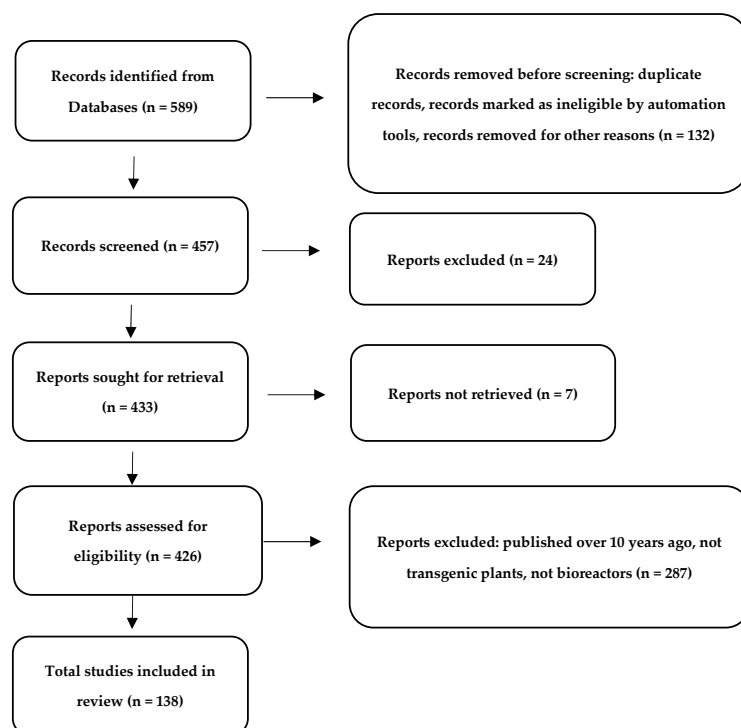 Records identified from
Databases (n = 589)
Records removed before screening: duplicate
records, records marked as ineligible by automation
tools, records removed for other reasons (n = 132)
Records screened (n = 457)
Reports excluded (n = 24)
Reports sought for retrieval
(n = 433)
Reports not retrieved (n = 7)
Reports assessed for
eligibility (n = 426)
Reports excluded: published over 10 years ago, not
transgenic plants, not bioreactors (n = 287)
Total studies included in
review (n = 138)